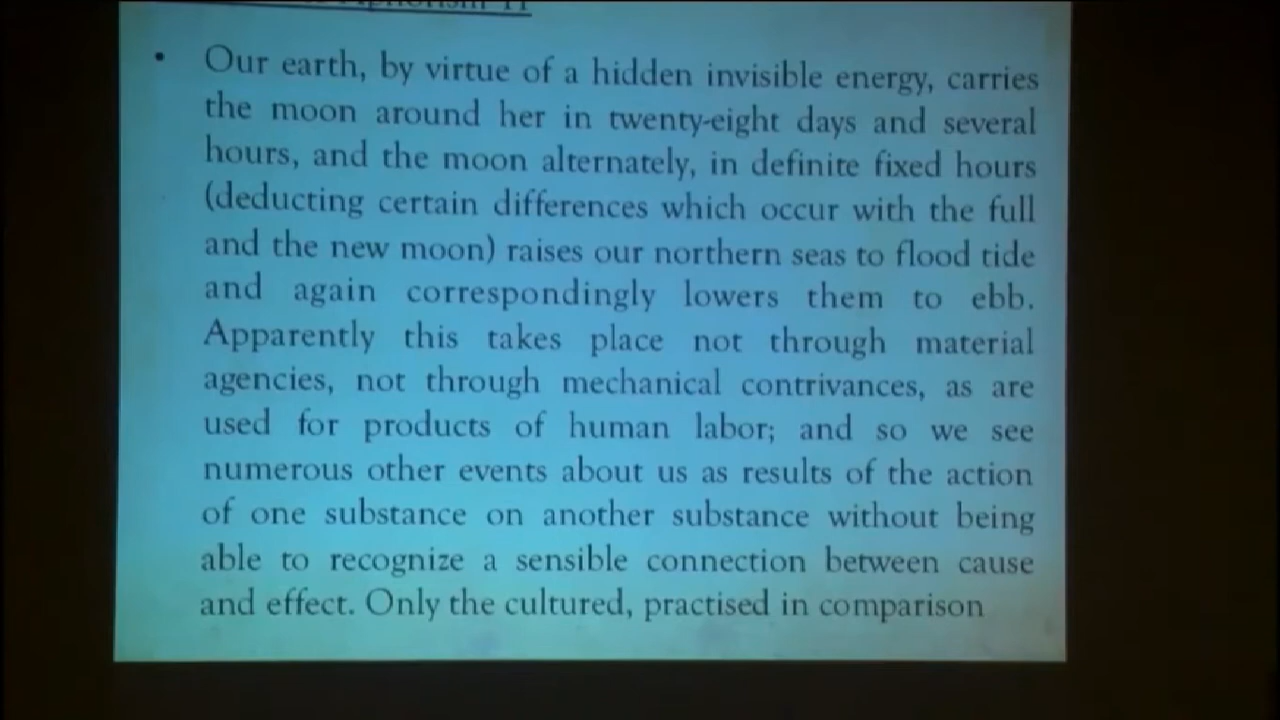 Aphorism 11
• Our earth, by virtue of a hidden invisible energy, carries
the moon around her in twenty-eight days and several
hours, and the moon alternately, in definite fixed hours
(deducting certain differences which occur with the full
and the new moon) raises our northern seas to flood tide
and again correspondingly lowers them to ebb.
Apparently this takes place not through material
agencies, not through mechanical contrivances, as are
used for products of human labor; and so we see
numerous other events about us as results of the action
of one substance on another substance without being
able to recognize a sensible connection between cause
and effect. Only the cultured, practised in comparison